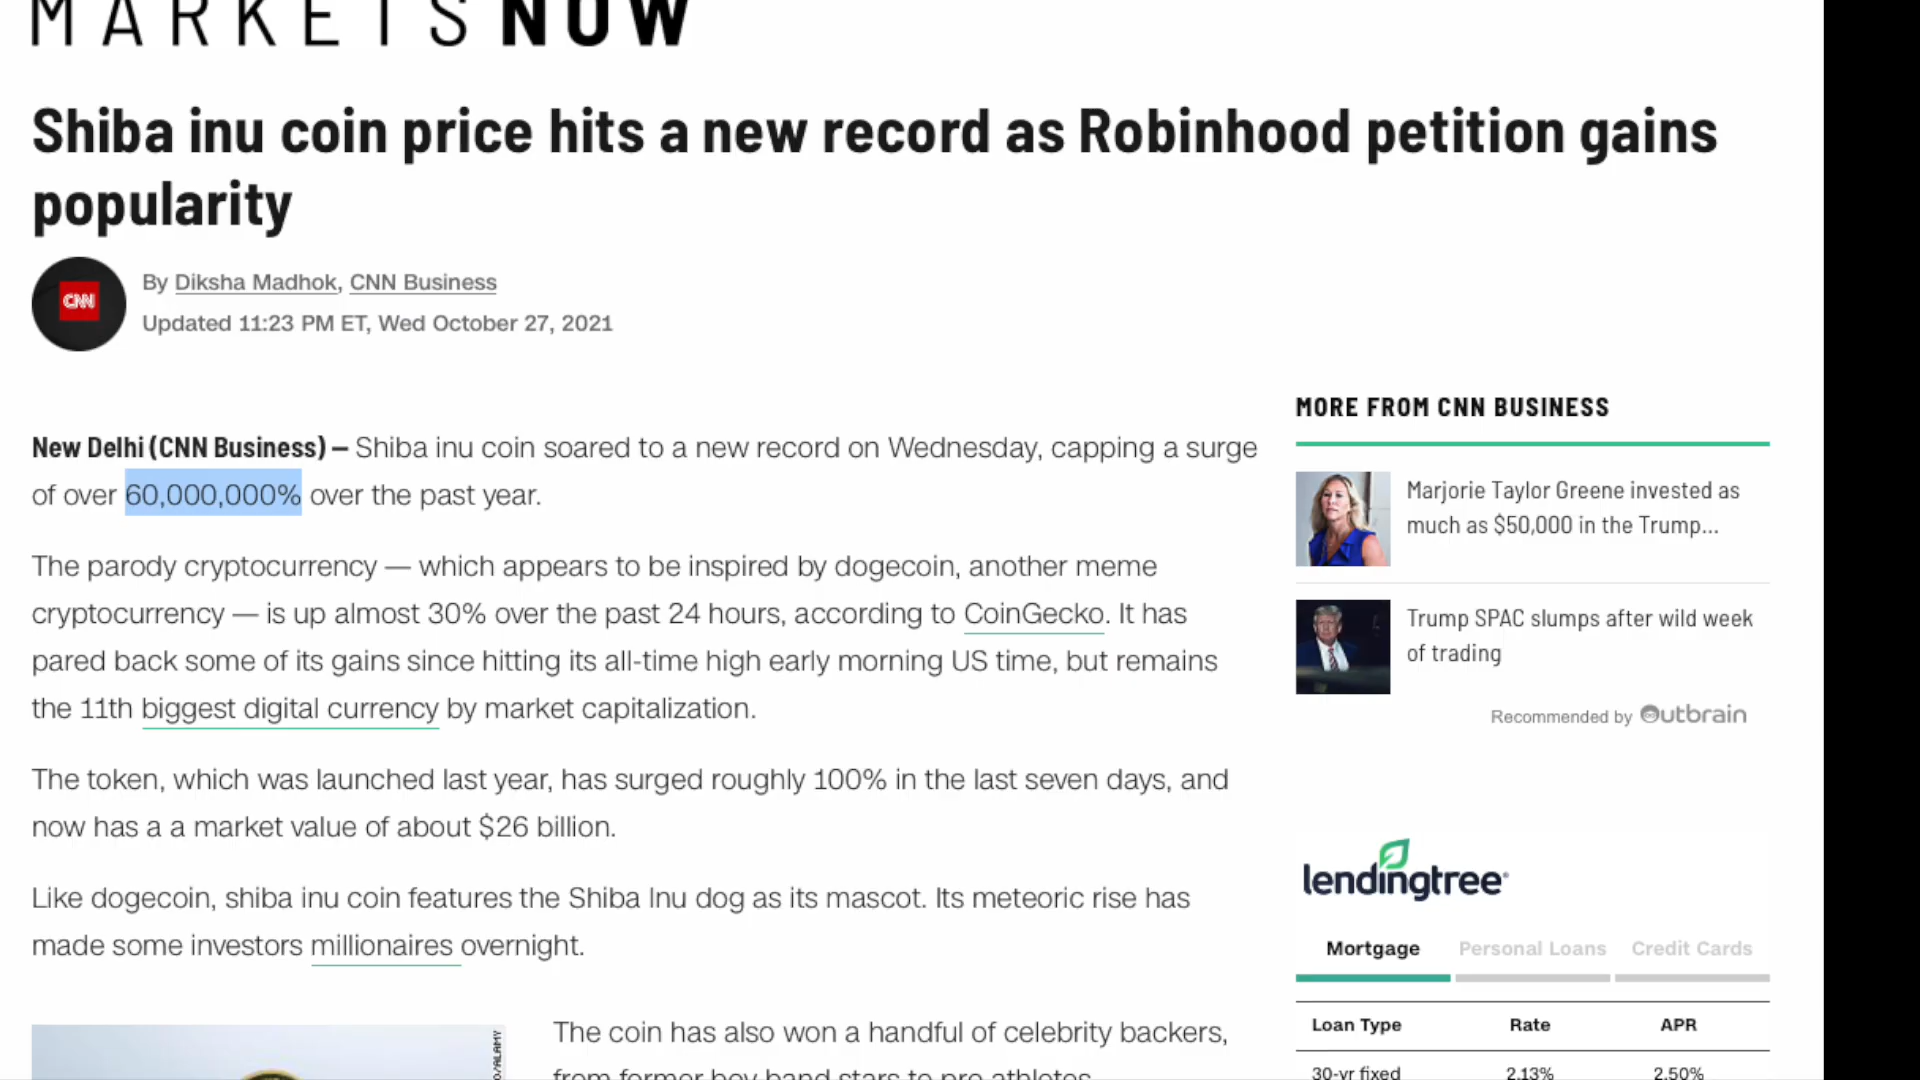 MARKETS NOW
Shiba inu coin price hits a new record as Robinhood petition gains
popularity
CNN
By Diksha Madhok, CNN Business
Updated 11:23 PM ET, Wed October 27, 2021
New Delhi (CNN Business) — Shiba inu coin soared to a new record on Wednesday, capping a surge
of over 60,000,000% over the past year.
The parody cryptocurrency — which appears to be inspired by dogecoin, another meme
cryptocurrency — is up almost 30% over the past 24 hours, according to CoinGecko. It has
pared back some of its gains since hitting its all-time high early morning US time, but remains
the 11th biggest digital currency by market capitalization.
The token, which was launched last year, has surged roughly 100% in the last seven days, and
now has a a market value of about $26 billion.
Like dogecoin, shiba inu coin features the Shiba Inu dog as its mascot. Its meteoric rise has
made some investors millionaires overnight.
The coin has also won a handful of celebrity backers,
from former boy band stars to pro athletes.
O/ALAMY
MORE FROM CNN BUSINESS
Marjorie Taylor Greene invested as
much as $50,000 in the Trump...
Trump SPAC slumps after wild week
of trading
Recommended by Outbrain
lendingtree
Mortgage Personal Loans Credit Cards
Loan Type Rate APR
30-yr fixed 2.13% 2.50%